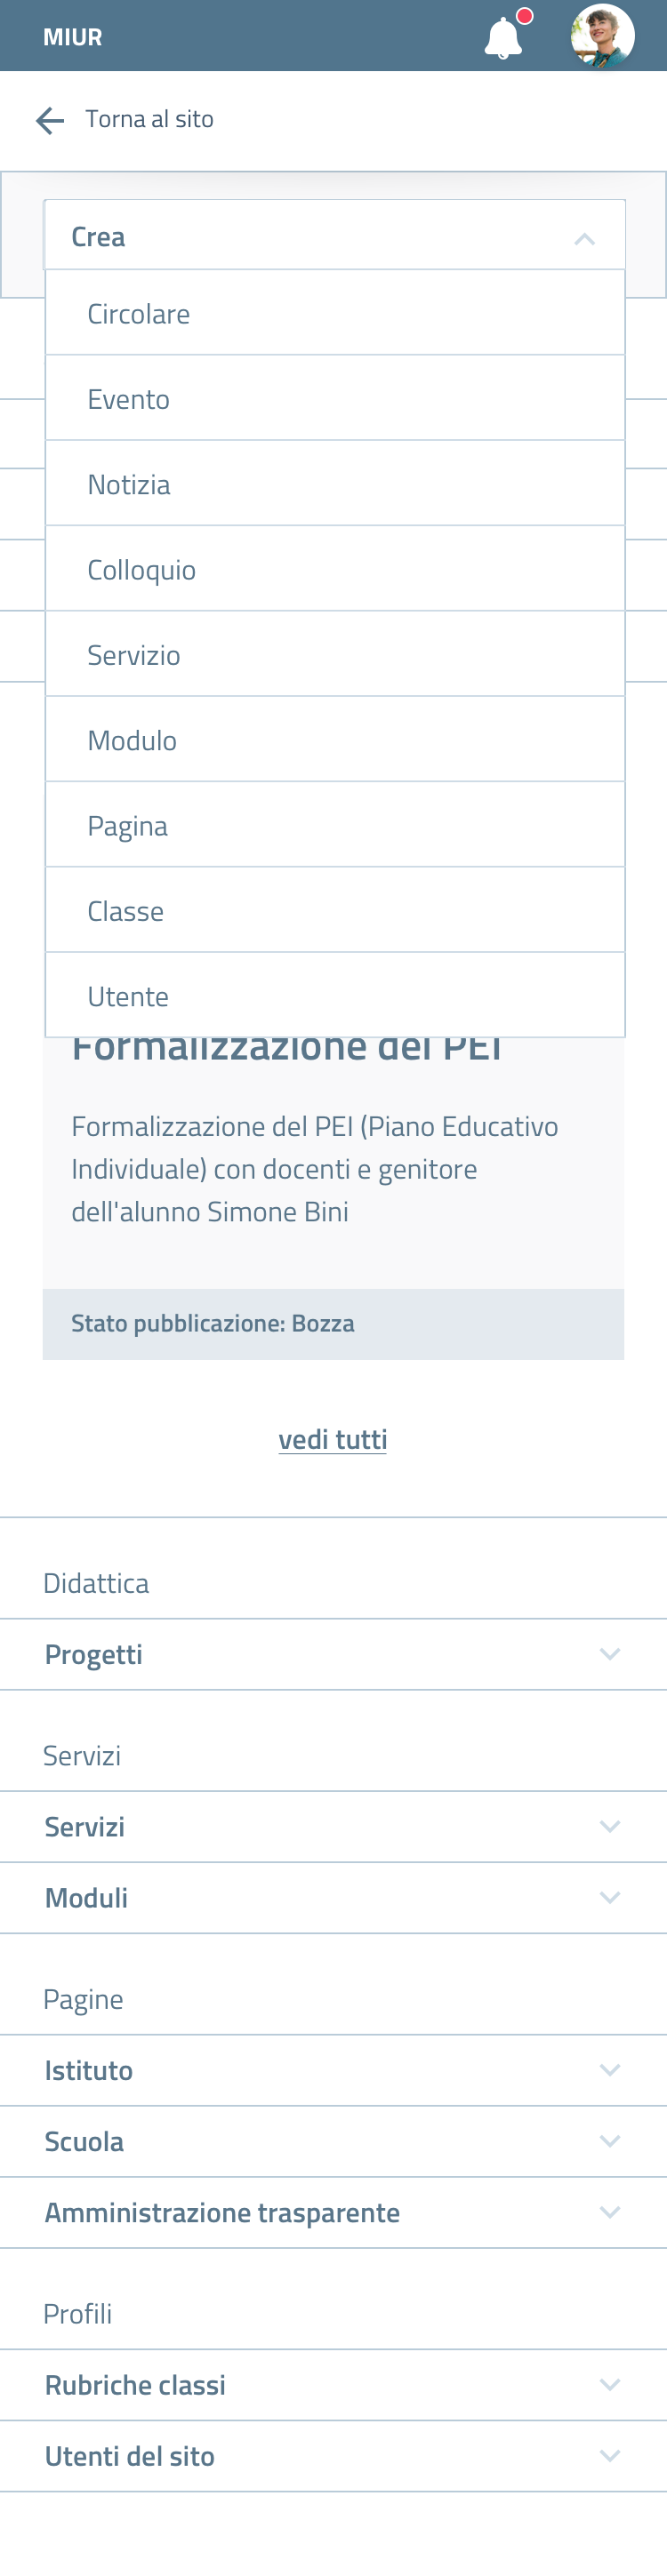 MIUR
Torna al sito
Crea
Circolare
Evento
Notizia
Colloquio
Servizio
Modulo
Pagina
Classe
Utente
Formalizzazione del PEI
Formalizzazione del PEI (Piano Educativo
Individuale) con docenti e genitore
dell'alunno Simone Bini
Stato pubblicazione: Bozza
vedi tutti
Didattica
Progetti
Servizi
Servizi
Moduli
Pagine
Istituto
Scuola
Amministrazione trasparente
Profili
Rubriche classi
Utenti del sito